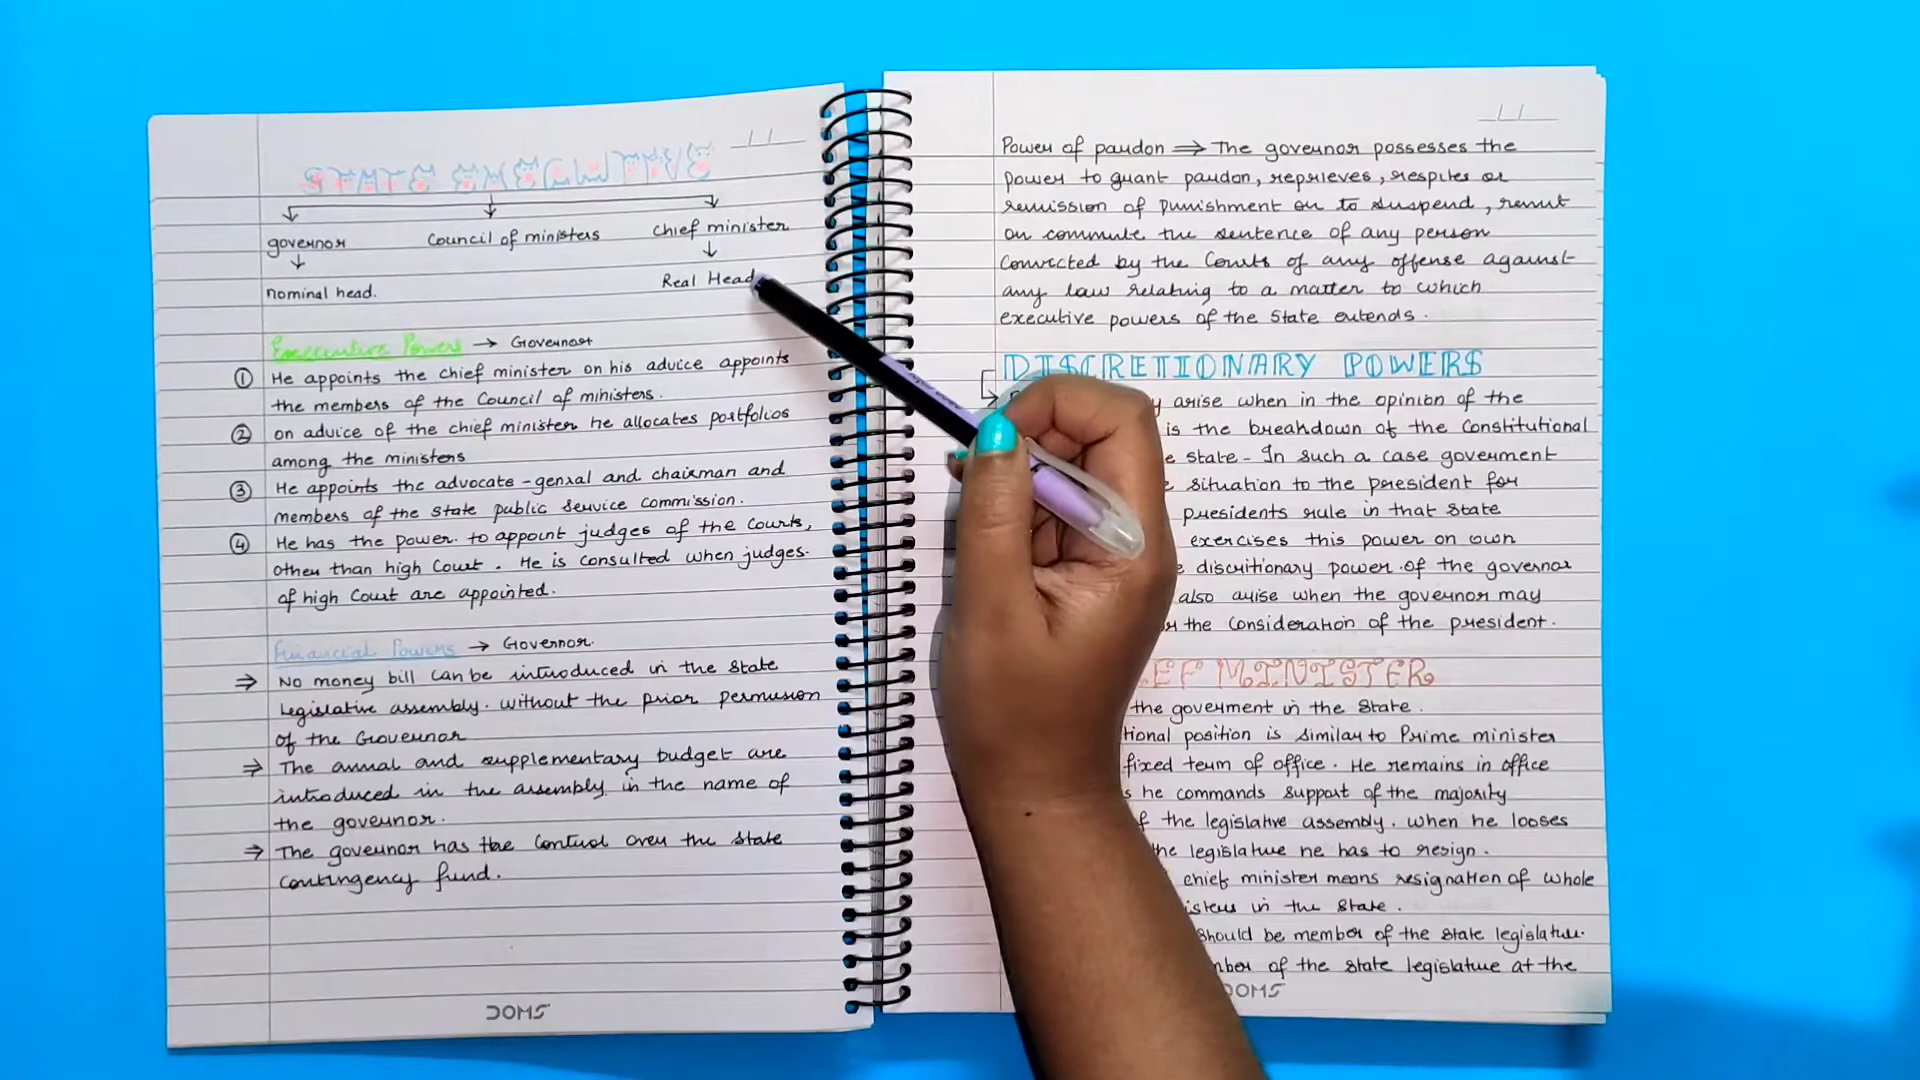 STATE EXECUTIVE
governor Council of ministers Chief minister
nominal head. Real Head
Execcutive Powers → Governor
① He appoints the chief minister on his advice appoints
the members of the Council of ministers.
② on advice of the chief minister he allocates portfolios
among the ministers
③ He appoints the advocate-genral and chairman and
members of the state public service commission.
④ He has the power to appoint judges of the Courts,
other than high Court. He is consulted when judges
of high Court are appointed.
Financial Powers → Governor.
⇒ No money bill can be introduced in the state
Legislative assembly. without the prior permission
of the Governor
⇒ The annual and supplementary budget are
introduced in the assembly in the name of
the governor.
⇒ The governor has the control over the state
contingency fund.
DOMS
Power of pardon ⇒ The governor possesses the
power to grant pardon, reprieves, respites or
remission of punishment or to suspend, remit
or commute the sentence of any person
convicted by the Courts of any offense against
any law relating to a matter to which
executive powers of the State extends.
DISCRETIONARY POWERS
arise when in the opinion of the
is the breakdown of the Constitutional
state - In such a case goverment
situation to the president for
presidents rule in that state
exercises this power on own
discritionary power of the governor
also arise when the governor may
the consideration of the president.
MINISTER
the goverment in the State.
position is similar to Prime minister
fixed term of office. He remains in office
he commands support of the majority
the legislative assembly. when he looses
the legislature he has to resign.
chief minister means resignation of whole
in the State.
should be member of the state legislature.
of the state legislature at the
DOMS